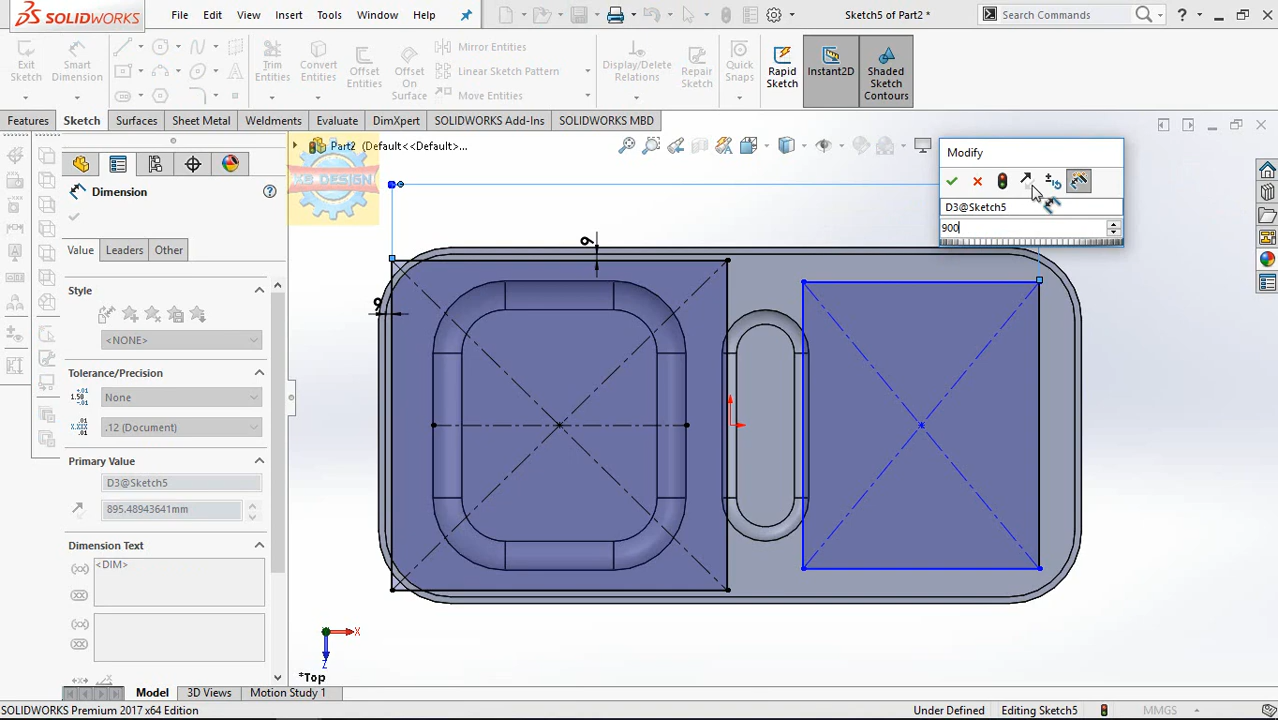 SOLIDWORKS File Edit View Insert Tools Window Help Sketch5 of Part2 * Search Commands ?
Exit Sketch Smart Dimension Trim Entities Convert Entities Offset Entities Offset On Surface Mirror Entities Linear Sketch Pattern Move Entities Display/Delete Relations Repair Sketch Quick Snaps Rapid Sketch Instant2D Shaded Sketch Contours
Features Sketch Surfaces Sheet Metal Weldments Evaluate DimXpert SOLIDWORKS Add-Ins SOLIDWORKS MBD
Part2 (Default<<Default>...
XB DESIGN
Modify
D3@Sketch5
900
Dimension
Value Leaders Other
Style
<NONE>
Tolerance/Precision
None
.12 (Document)
Primary Value
D3@Sketch5
895.48943641mm
Dimension Text
<DIM>
9
9
X
Z
*Top
Model 3D Views Motion Study 1
SOLIDWORKS Premium 2017 x64 Edition Under Defined Editing Sketch5 MMGS